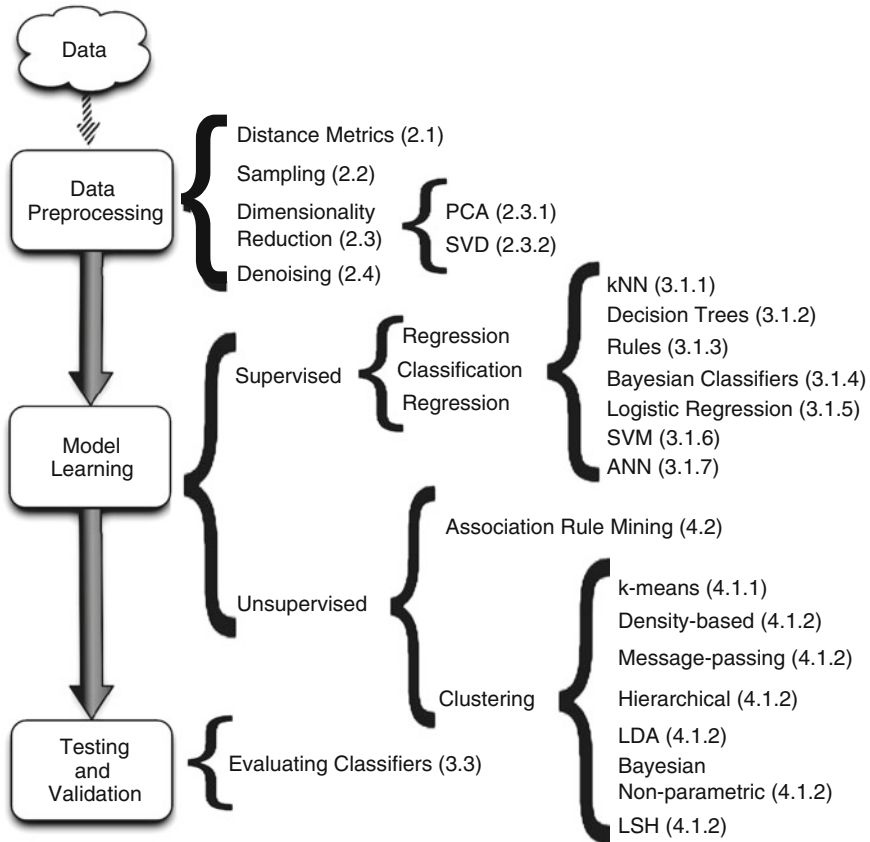 Data
Data
Preprocessing
Distance Metrics (2.1)
Sampling (2.2)
Dimensionality
Reduction (2.3)
Denoising (2.4)
PCA (2.3.1)
SVD (2.3.2)
Model
Learning
Supervised
Regression
Classification
Regression
kNN (3.1.1)
Decision Trees (3.1.2)
Rules (3.1.3)
Bayesian Classifiers (3.1.4)
Logistic Regression (3.1.5)
SVM (3.1.6)
ANN (3.1.7)
Unsupervised
Association Rule Mining (4.2)
Clustering
k-means (4.1.1)
Density-based (4.1.2)
Message-passing (4.1.2)
Hierarchical (4.1.2)
LDA (4.1.2)
Bayesian
Non-parametric (4.1.2)
LSH (4.1.2)
Testing
and
Validation
Evaluating Classifiers (3.3)